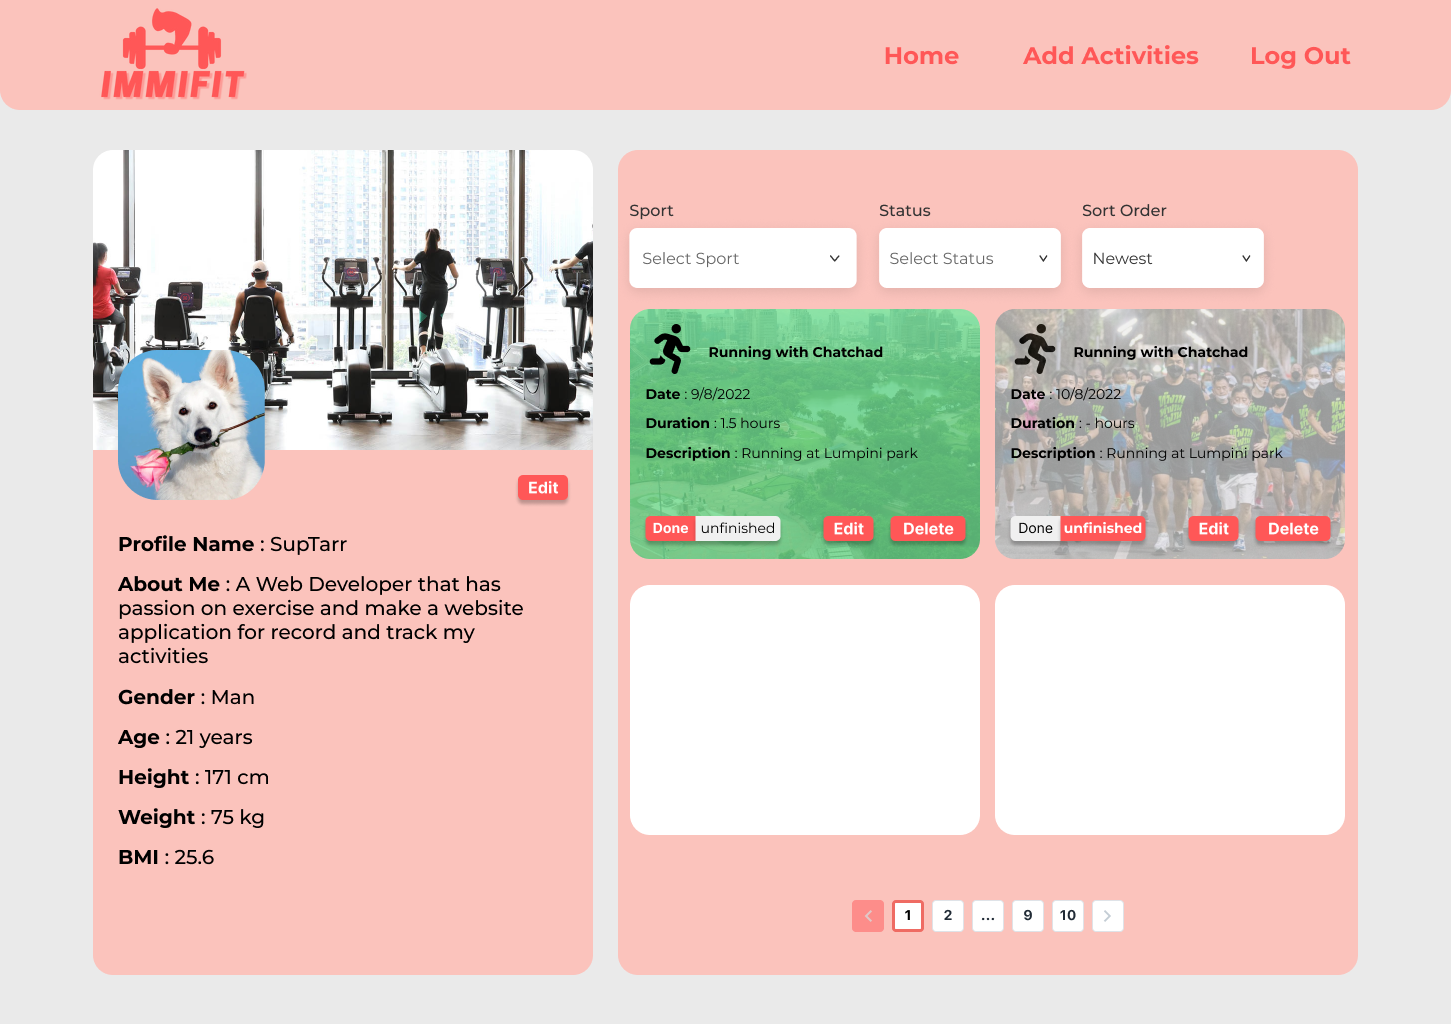 IMMIFIT
Home
Add Activities
Log Out
Edit
Profile Name : SupTarr
About Me : A Web Developer that has
passion on exercise and make a website
application for record and track my
activities
Gender : Man
Age : 21 years
Height : 171 cm
Weight : 75 kg
BMI : 25.6
Sport
Status
Sort Order
Select Sport
Select Status
Newest
Running with Chatchad
Date : 9/8/2022
Duration : 1.5 hours
Description : Running at Lumpini park
Done
unfinished
Edit
Delete
Running with Chatchad
Date : 10/8/2022
Duration : - hours
Description : Running at Lumpini park
Done
unfinished
Edit
Delete
1
2
...
9
10